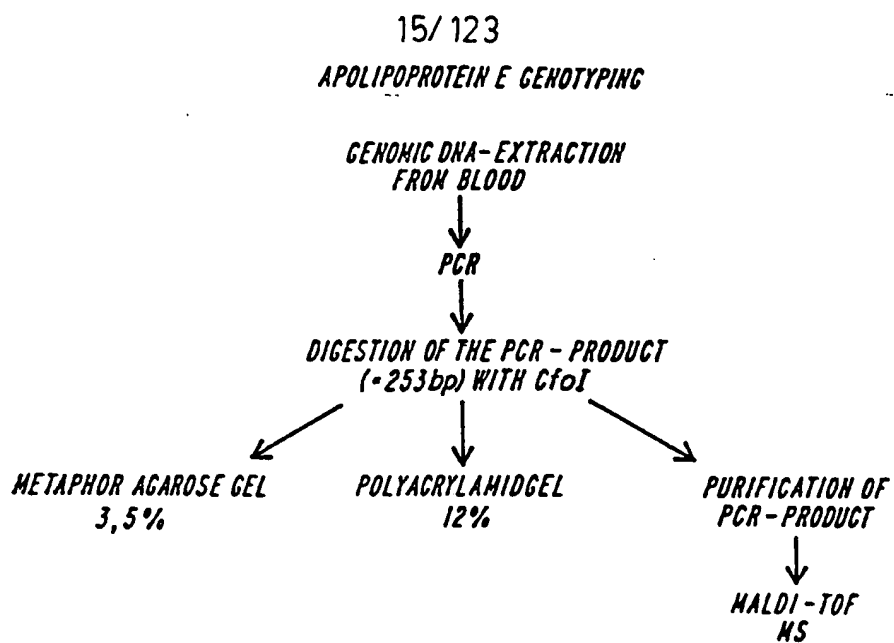 15/123
APOLIPOPROTEIN E GENOTYPING
GENOMIC DNA-EXTRACTION
FROM BLOOD
PCR
DIGESTION OF THE PCR-PRODUCT
(=253bp) WITH CfoI
METAPHOR AGAROSE GEL
3,5%
POLYACRYLAMIDGEL
12%
PURIFICATION OF
PCR-PRODUCT
MALDI-TOF
MS